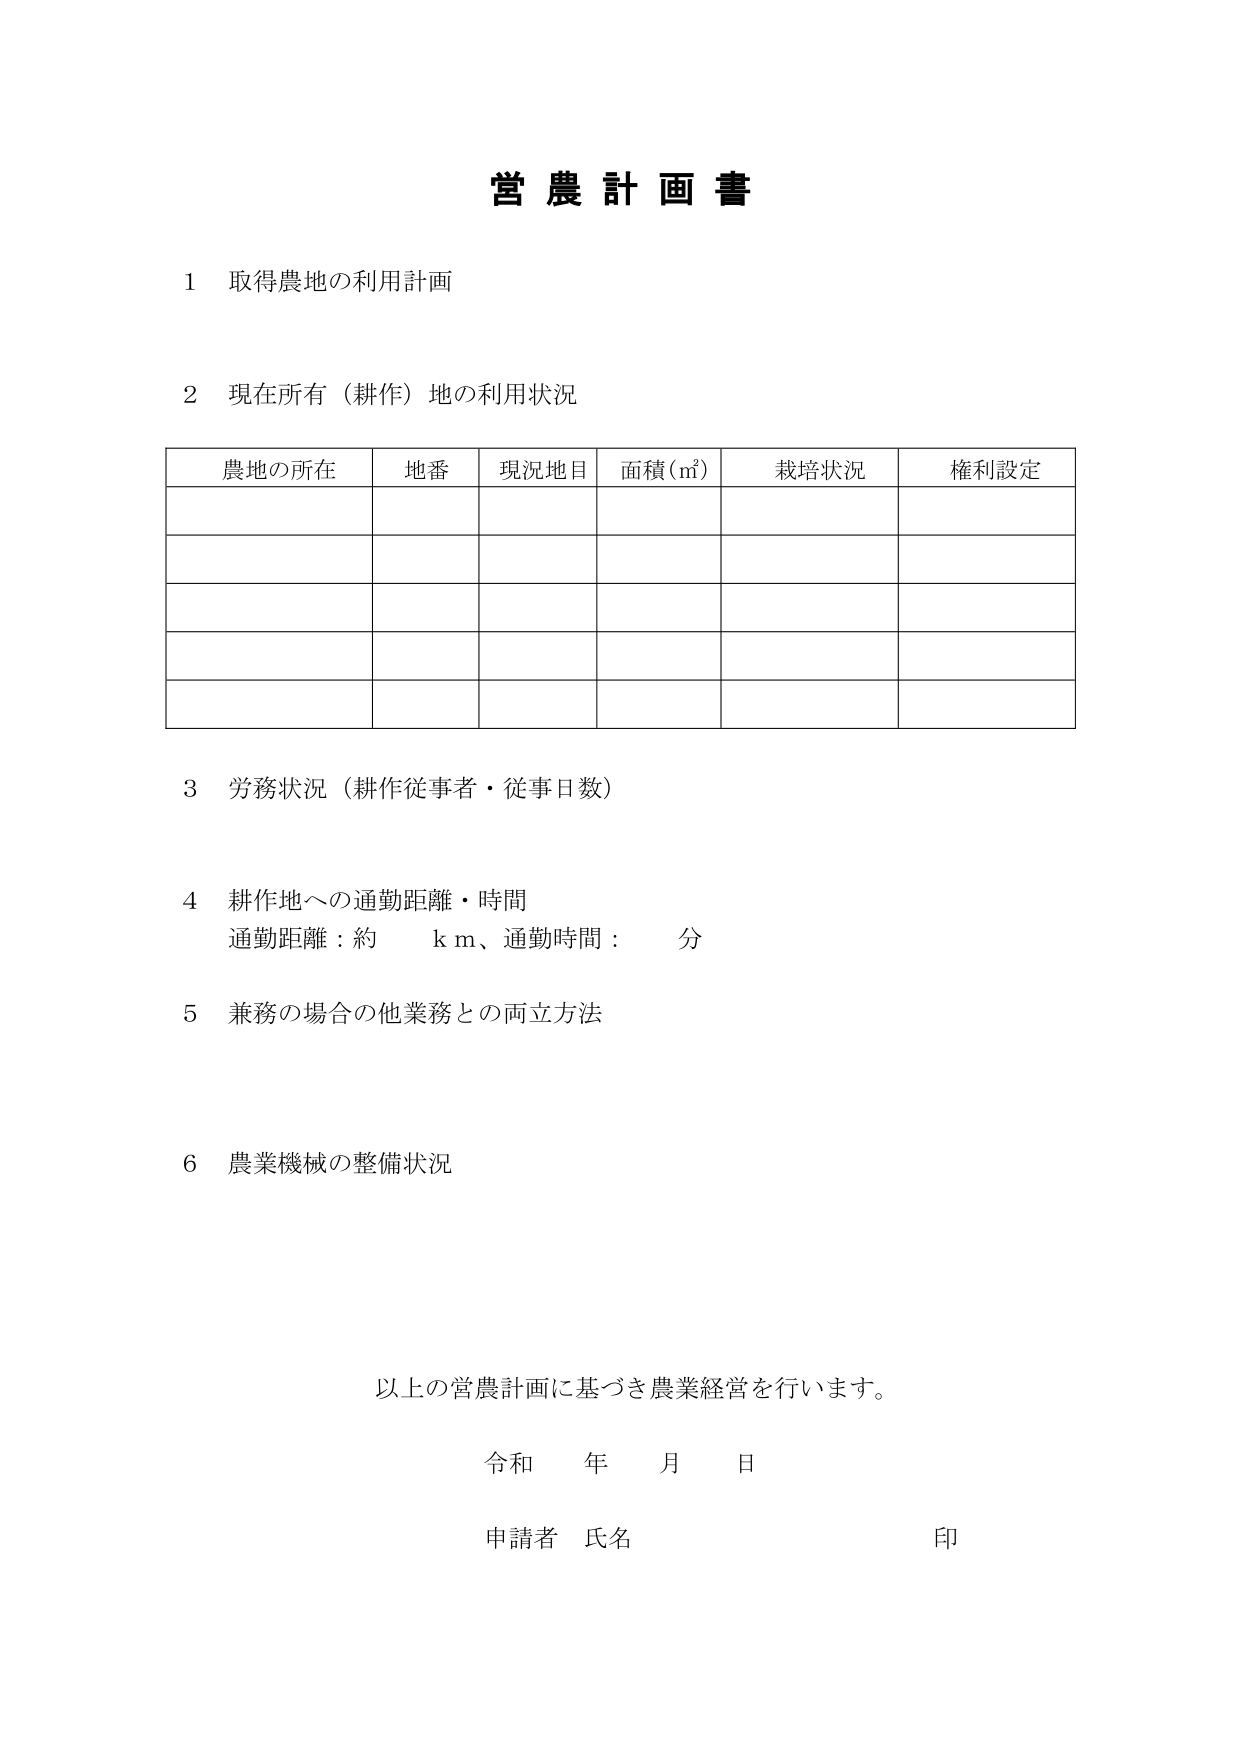 営農計画書
１　取得農地の利用計画
２　現在所有（耕作）地の利用状況
農地の所在　地番　現況地目　面積(㎡)　栽培状況　権利設定
３　労務状況（耕作従事者・従事日数）
４　耕作地への通勤距離・時間
通勤距離：約　　ｋｍ、通勤時間：　　分
５　兼務の場合の他業務との両立方法
６　農業機械の整備状況
以上の営農計画に基づき農業経営を行います。
令和　　年　　月　　日
申請者　氏名　　　　　　　　　　　　印